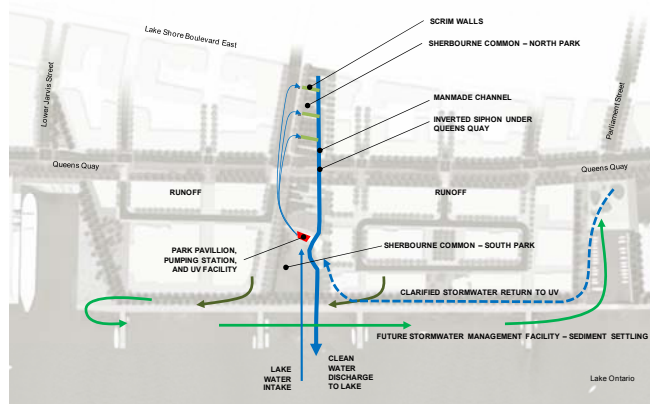 SCRIM WALLS
Lake Shore Boulevard East
SHERBOURNE COMMON – NORTH PARK
Lower Jarvis Street
Parliament Street
MANMADE CHANNEL
INVERTED SIPHON UNDER
QUEENS QUAY
Queens Quay
Queens Quay
RUNOFF
RUNOFF
PARK PAVILLION,
PUMPING STATION,
AND UV FACILITY
SHERBOURNE COMMON – SOUTH PARK
CLARIFIED STORMWATER RETURN TO UV
FUTURE STORMWATER MANAGEMENT FACILITY – SEDIMENT SETTLING
LAKE
WATER
INTAKE
CLEAN
WATER
DISCHARGE
TO LAKE
Lake Ontario